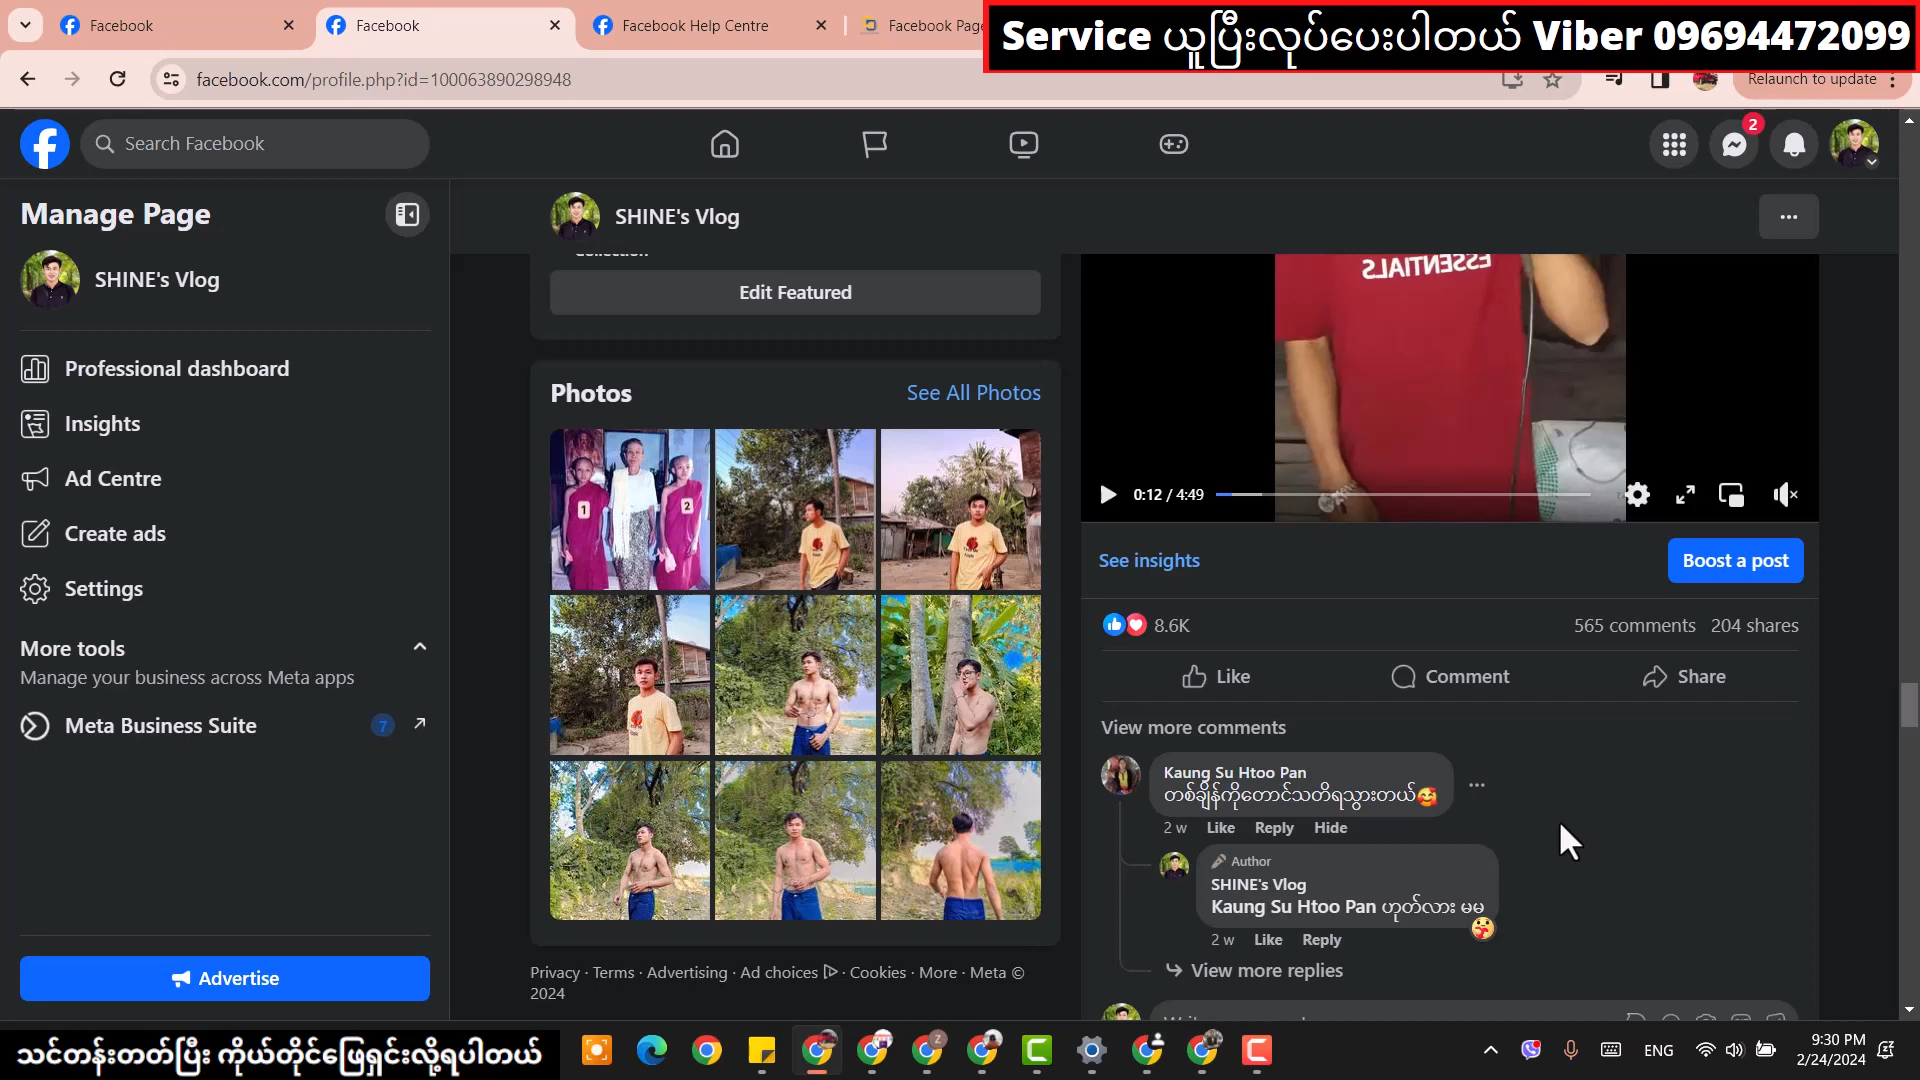 Facebook
Facebook
Facebook Help Centre
Facebook Page
Service ယူပြီးလုပ်ပေးပါတယ် Viber 09694472099
facebook.com/profile.php?id=100063890298948
Relaunch to update
Search Facebook
2
Manage Page
SHINE's Vlog
SHINE's Vlog
Professional dashboard
Insights
Ad Centre
Create ads
Settings
More tools
Manage your business across Meta apps
Meta Business Suite
7
Advertise
Collection
Edit Featured
Photos
See All Photos
1
2
Privacy · Terms · Advertising · Ad choices · Cookies · More · Meta ©
2024
ESSENTIALS
0:12 / 4:49
See insights
Boost a post
8.6K
565 comments 204 shares
Like
Comment
Share
View more comments
Kaung Su Htoo Pan
တစ်ချိန်ကိုတောင်သတိရသွားတယ်🥰
2 w Like Reply Hide
Author
SHINE's Vlog
Kaung Su Htoo Pan ဟုတ်လား မမ
2 w Like Reply
View more replies
သင်တန်းတတ်ပြီး ကိုယ်တိုင်ဖြေရှင်းလို့ရပါတယ်
Z
ENG
9:30 PM
2/24/2024